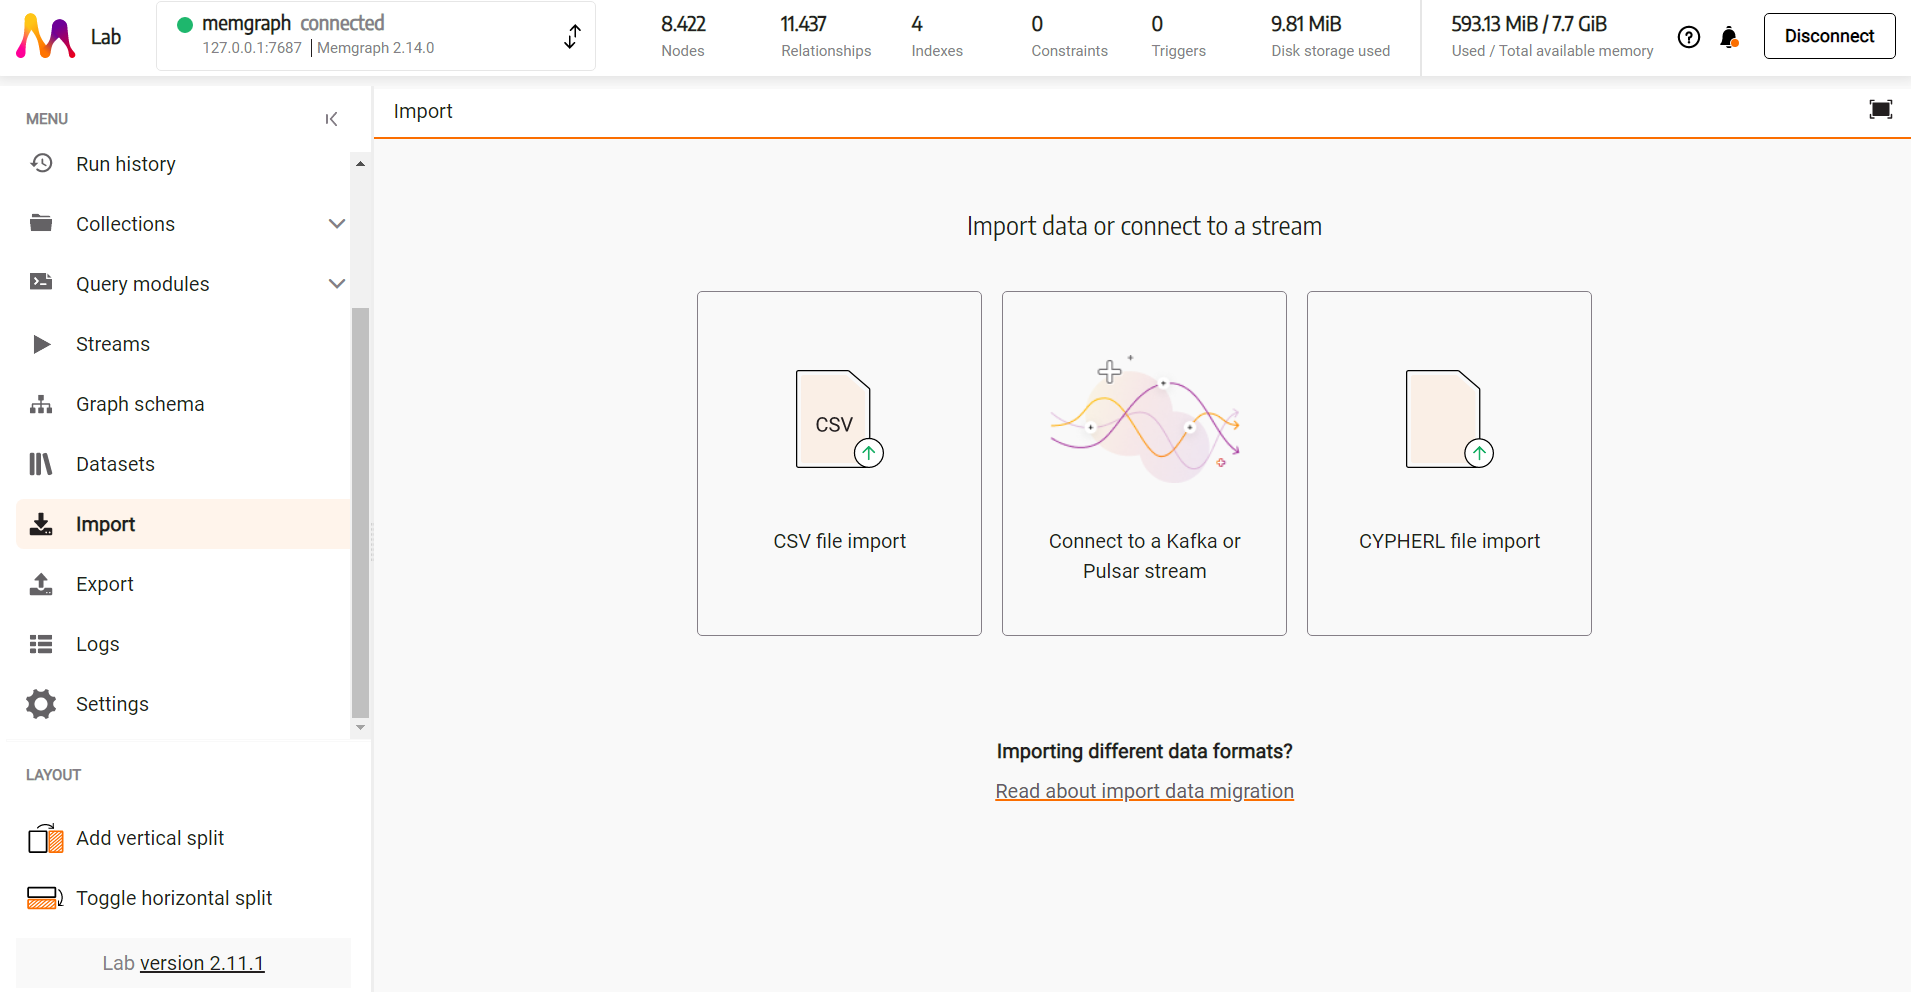 Lab
memgraph connected
127.0.0.1:7687 | Memgraph 2.14.0
8.422
Nodes
11.437
Relationships
4
Indexes
0
Constraints
0
Triggers
9.81 MiB
Disk storage used
593.13 MiB / 7.7 GiB
Used / Total available memory
Disconnect
MENU
Run history
Collections
Query modules
Streams
Graph schema
Datasets
Import
Export
Logs
Settings
LAYOUT
Add vertical split
Toggle horizontal split
Lab version 2.11.1
Import
Import data or connect to a stream
CSV
CSV file import
Connect to a Kafka or
Pulsar stream
CYPHERL file import
Importing different data formats?
Read about import data migration